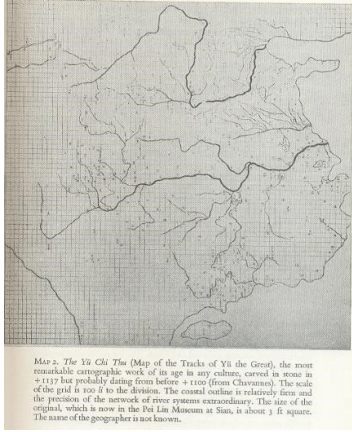 MAP 2. The Yü Chi Thu (Map of the Tracks of Yü the Great), the most
remarkable cartographic work of its age in any culture, carved in stone in
+1137 but probably dating from before +1100 (from Chavannes). The scale
of the grid is 100 li to the division. The coastal outline is relatively firm and
the precision of the network of river systems extraordinary. The size of the
original, which is now in the Pei Lin Museum at Sian, is about 3 ft square.
The name of the geographer is not known.